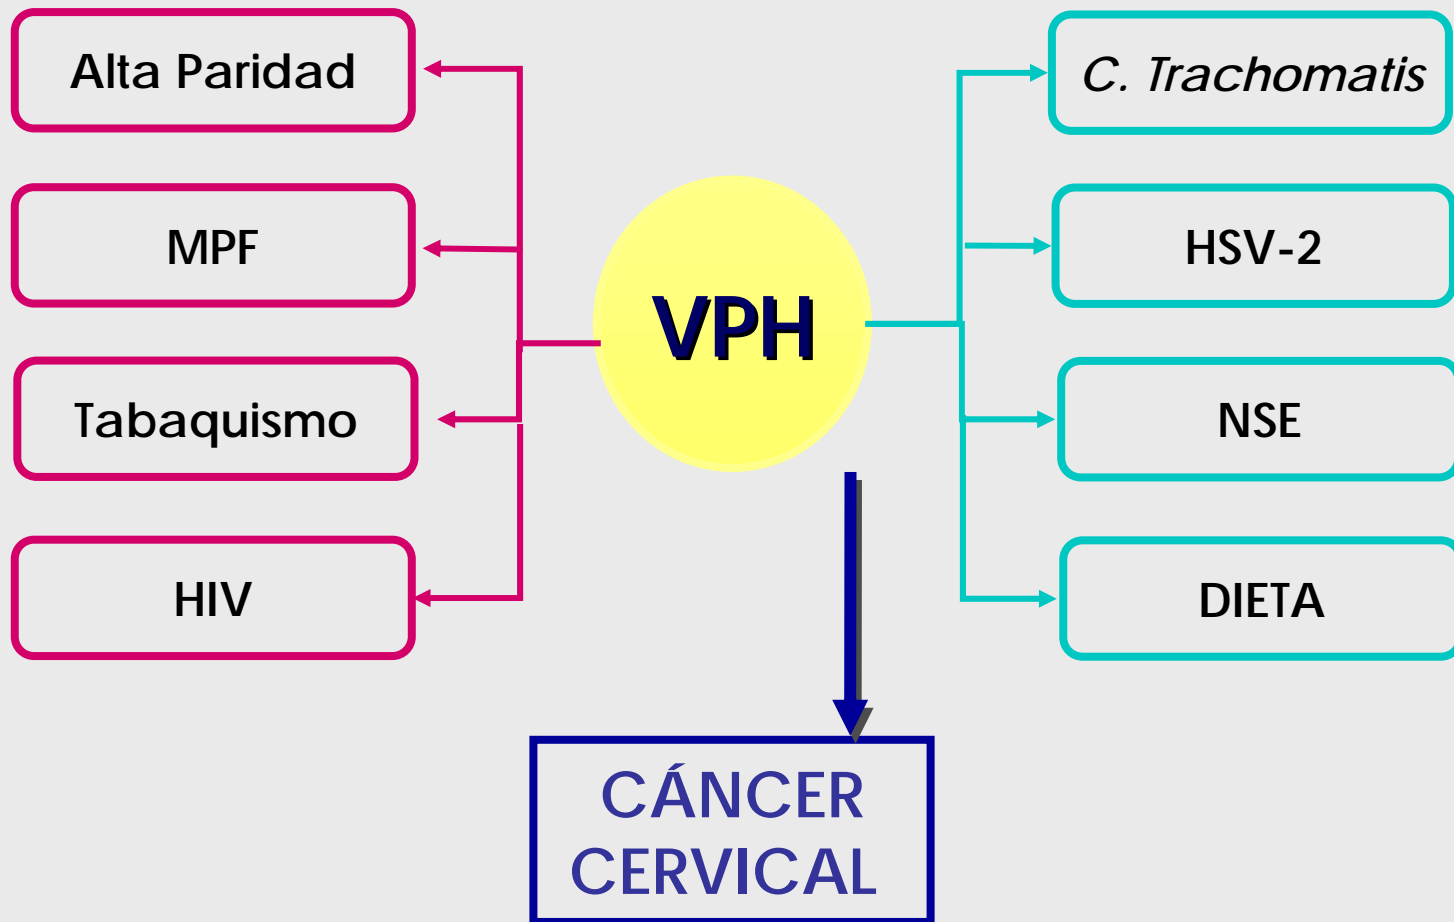 Alta Paridad
MPF
Tabaquismo
HIV
VPH
C. Trachomatis
HSV-2
NSE
DIETA
CÁNCER
CERVICAL